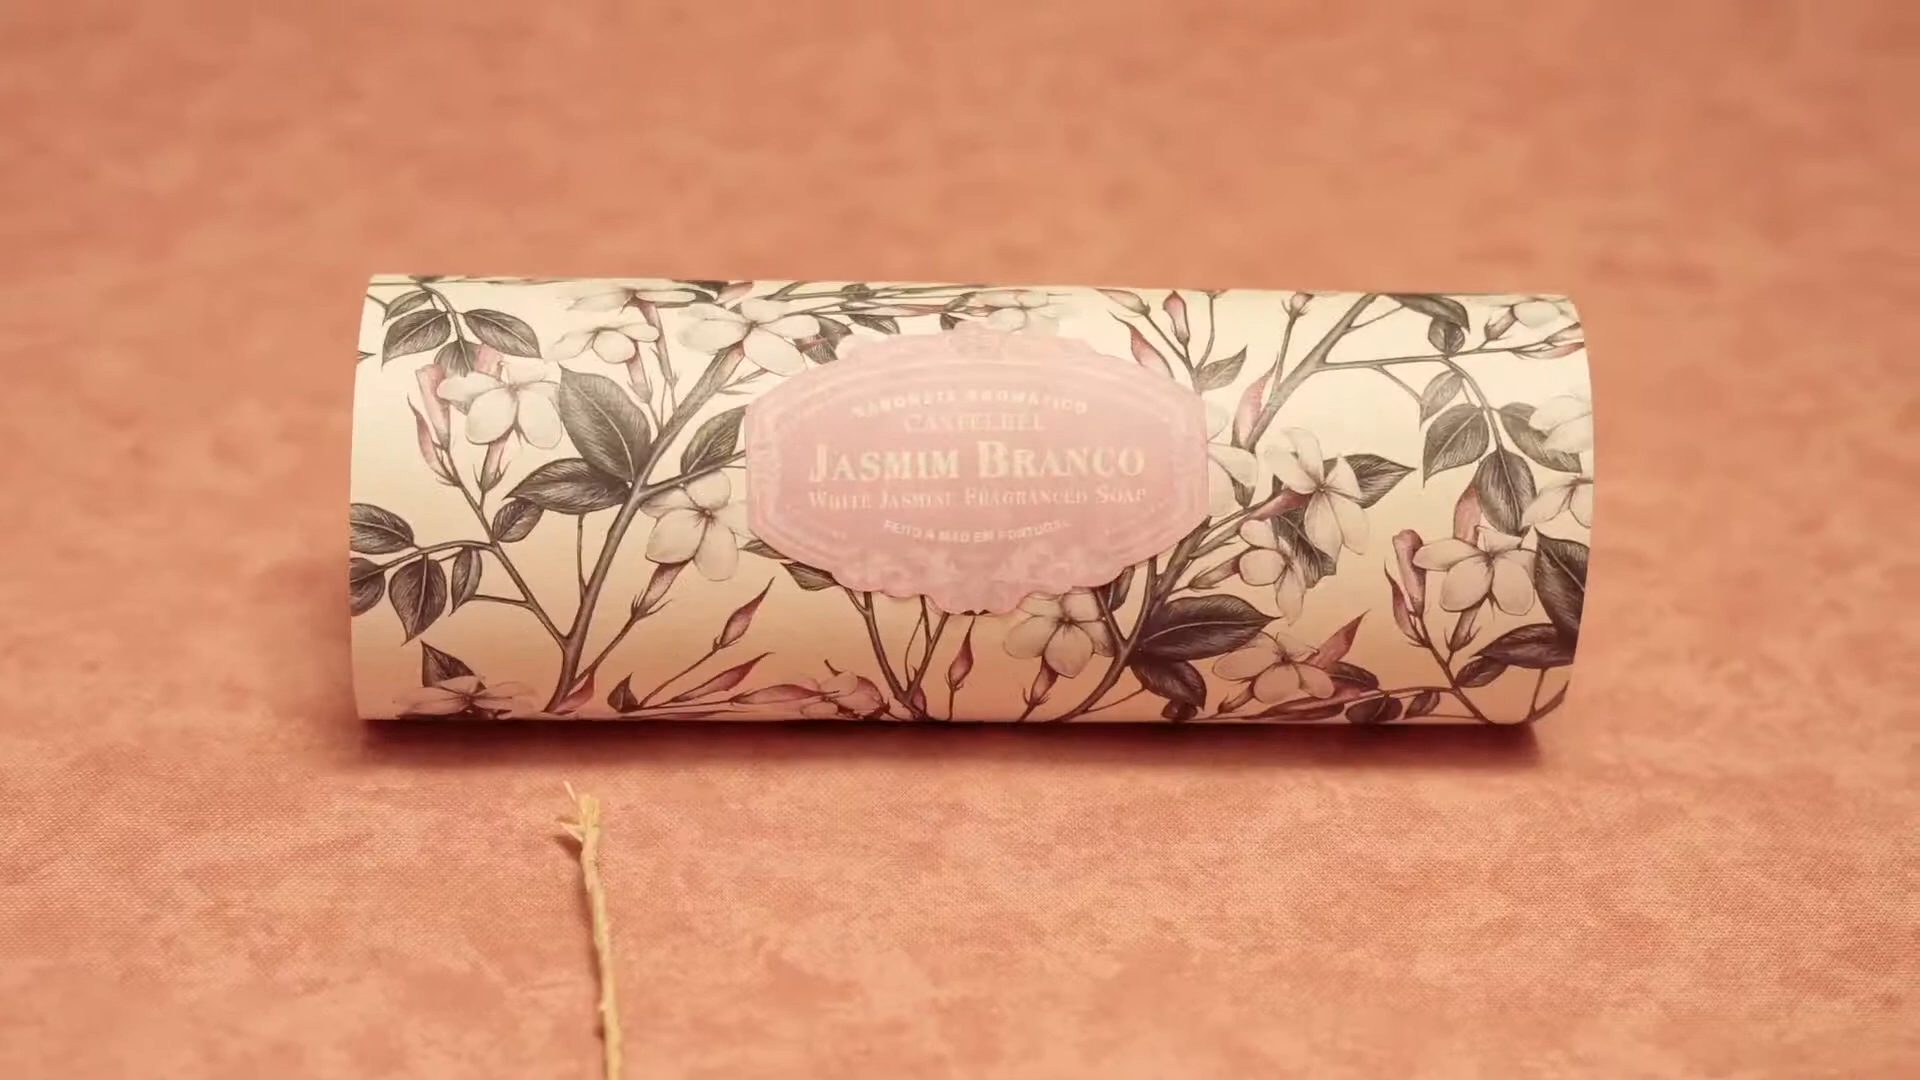 SABONETE AROMÁTICO
CASTELBEL
JASMIM BRANCO
WHITE JASMINE FRAGRANCED SOAP
FEITO À MÃO EM PORTUGAL